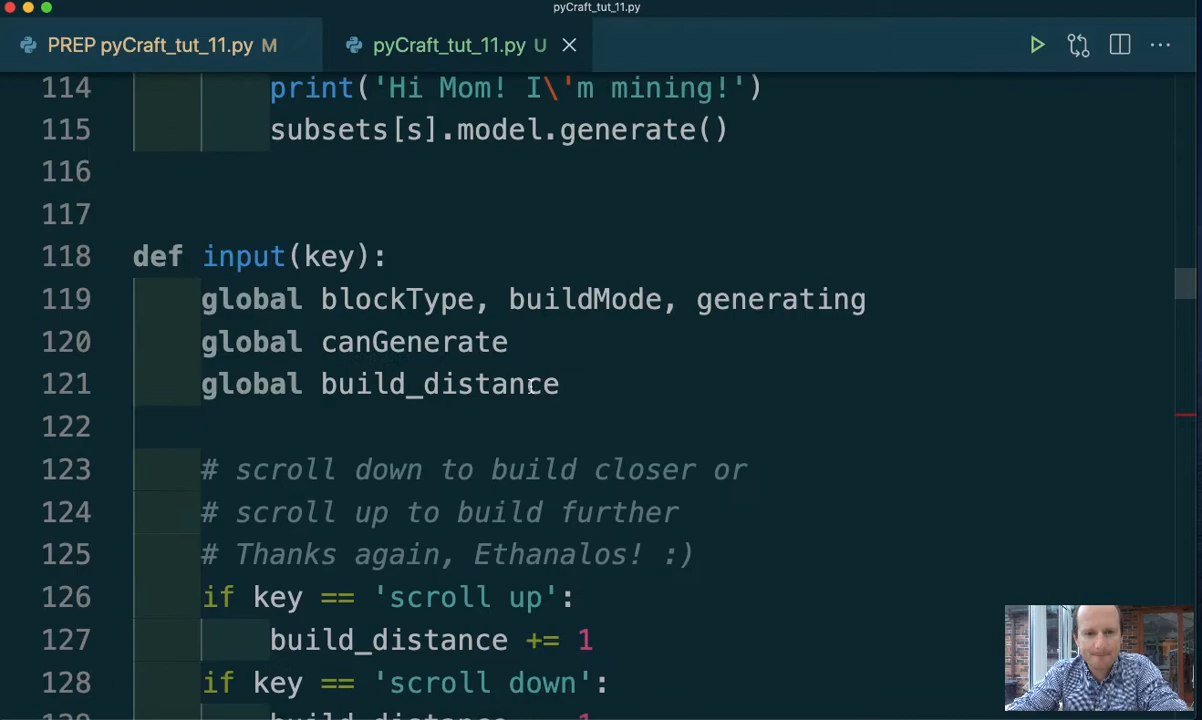 pyCraft_tut_11.py
PREP pyCraft_tut_11.py M
pyCraft_tut_11.py U
114 print('Hi Mom! I\'m mining!')
115 subsets[s].model.generate()
116
117
118 def input(key):
119 global blockType, buildMode, generating
120 global canGenerate
121 global build_distance
122
123 # scroll down to build closer or
124 # scroll up to build further
125 # Thanks again, Ethanalos! :)
126 if key == 'scroll up':
127 build_distance += 1
128 if key == 'scroll down':